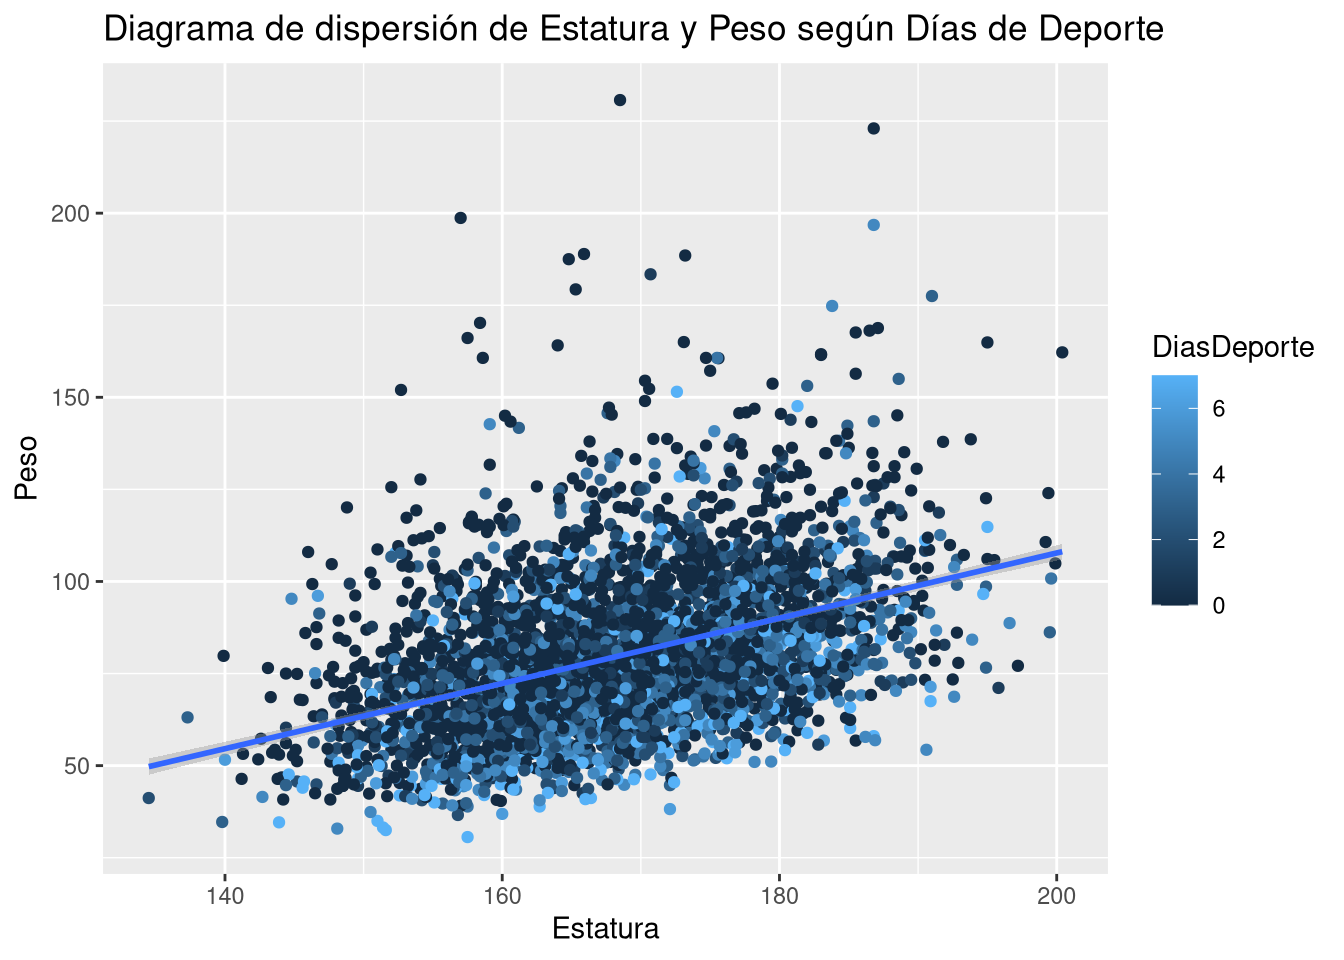 Diagrama de dispersión de Estatura y Peso según Días de Deporte
200
150
100
50
Peso
140 160 180 200
Estatura
DiasDeporte
6
4
2
0